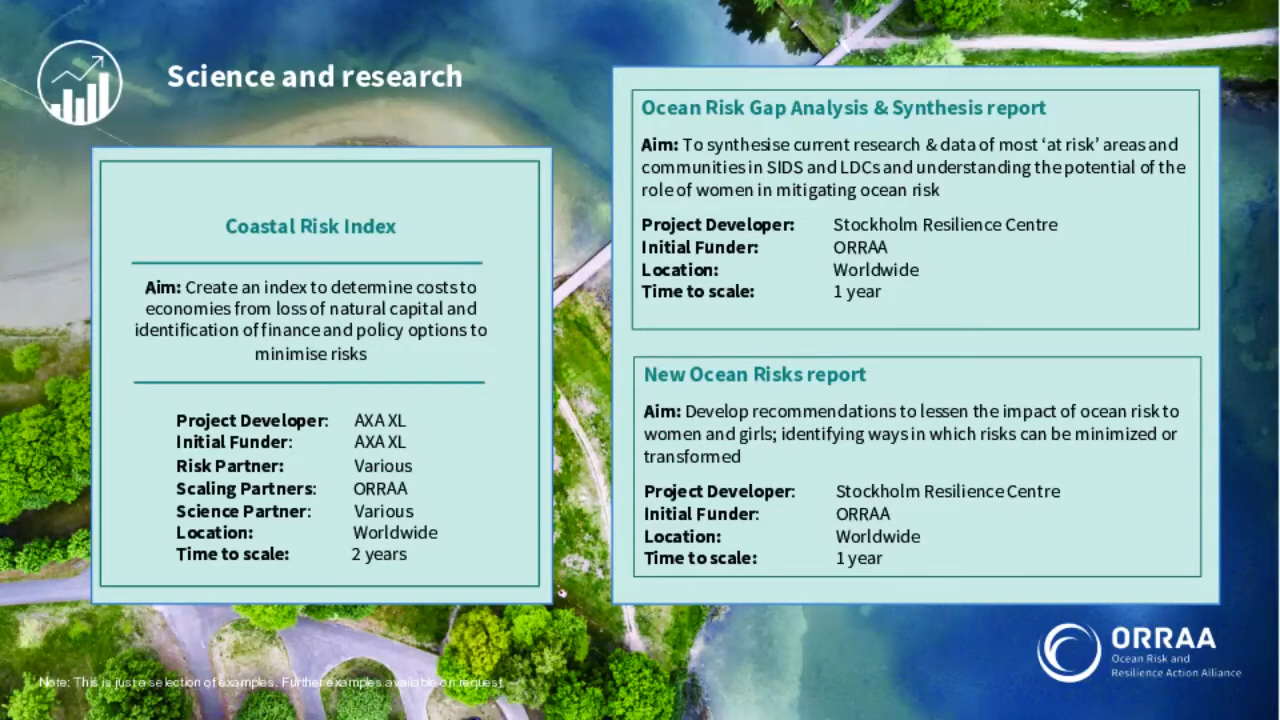 Science and research
Coastal Risk Index
Aim: Create an index to determine costs to
economies from loss of natural capital and
identification of finance and policy options to
minimise risks
Project Developer: AXA XL
Initial Funder: AXA XL
Risk Partner: Various
Scaling Partners: ORRAA
Science Partner: Various
Location: Worldwide
Time to scale: 2 years
Ocean Risk Gap Analysis & Synthesis report
Aim: To synthesise current research & data of most ‘at risk’ areas and
communities in SIDS and LDCs and understanding the potential of the
role of women in mitigating ocean risk
Project Developer: Stockholm Resilience Centre
Initial Funder: ORRAA
Location: Worldwide
Time to scale: 1 year
New Ocean Risks report
Aim: Develop recommendations to lessen the impact of ocean risk to
women and girls; identifying ways in which risks can be minimized or
transformed
Project Developer: Stockholm Resilience Centre
Initial Funder: ORRAA
Location: Worldwide
Time to scale: 1 year
Note: This is just a selection of examples. Further examples available on request
ORRAA
Ocean Risk and
Resilience Action Alliance